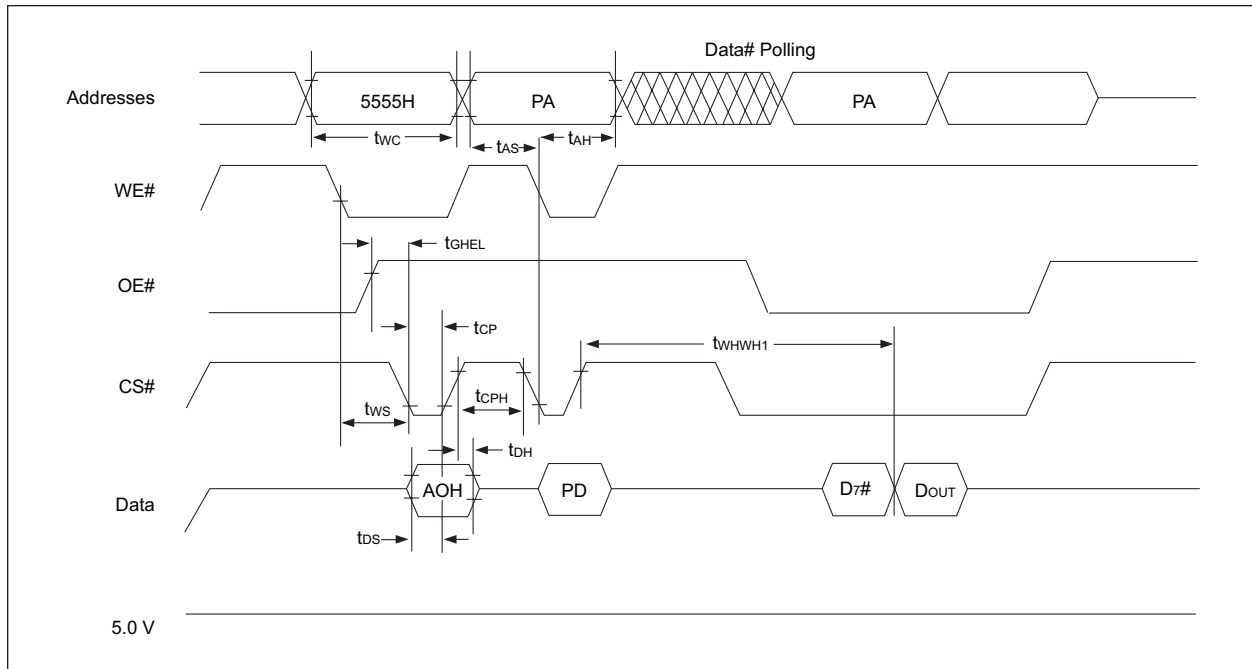 Data# Polling
Addresses
5555H
PA
PA
tWC
tAS
tAH
WE#
tGHEL
OE#
tCP
tWHWH1
CS#
tWS
tCPH
tDH
Data
AOH
PD
D7#
DOUT
tDS
5.0 V